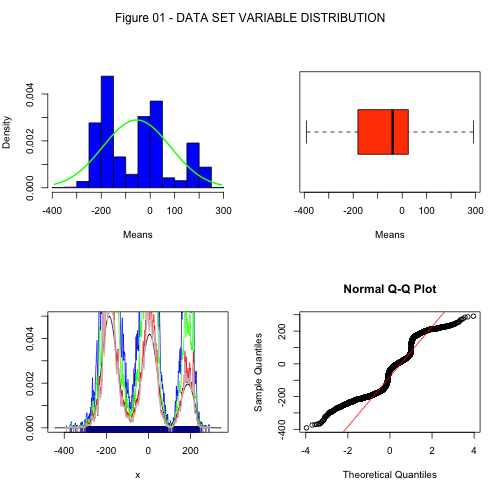 Figure 01 - DATA SET VARIABLE DISTRIBUTION
Density
0.000 0.002 0.004
-400 -200 0 100 300
Means
-400 -200 0 100 300
Means
0.000 0.002 0.004
-400 -200 0 200
x
Normal Q-Q Plot
Sample Quantiles
-400 -200 0 200
-4 -2 0 2 4
Theoretical Quantiles